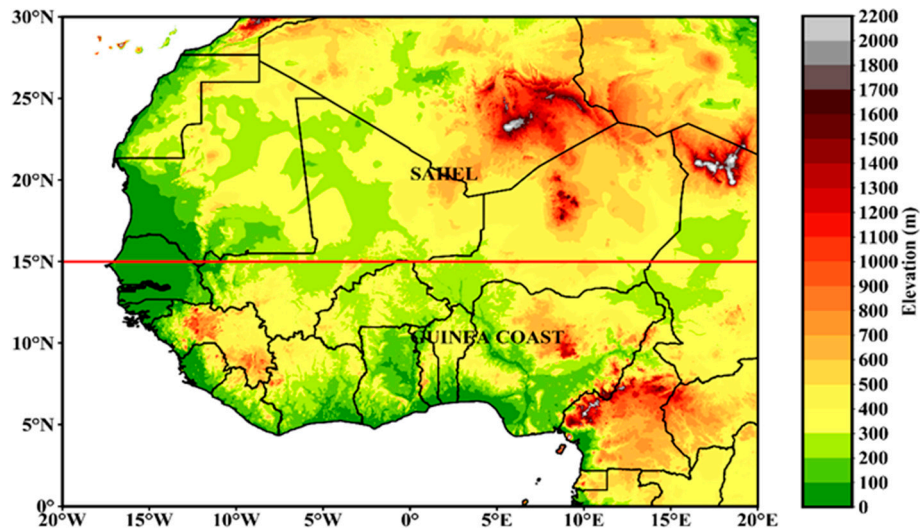 30°N
25°N
20°N
15°N
10°N
5°N
0°
20°W
15°W
10°W
5°W
0°
5°E
10°E
15°E
20°E
SAHEL
GUINEA COAST
2200
2000
1800
1700
1600
1500
1400
1300
1200
1100
1000
900
800
700
600
500
400
300
200
100
0
Elevation (m)